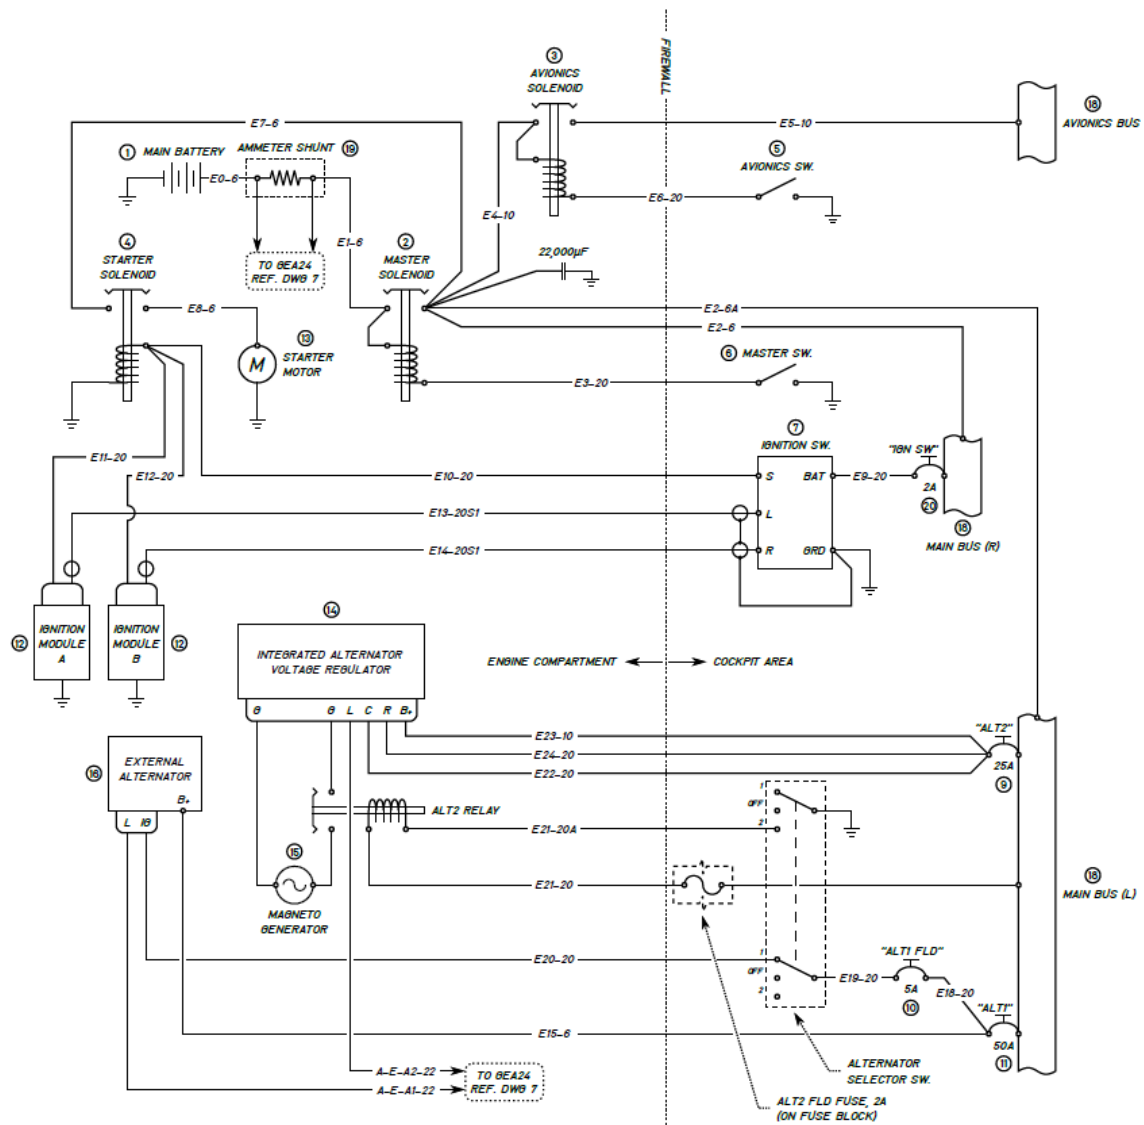 3
AVIONICS
SOLENOID
FIREWALL
18
AVIONICS BUS
E7-6
E5-10
1
MAIN BATTERY
AMMETER SHUNT
19
5
AVIONICS SW.
E0-6
E6-20
E4-10
4
STARTER
SOLENOID
E1-6
2
MASTER
SOLENOID
22,000µF
TO GEA24
REF. DWG 7
E8-6
E2-6A
E2-6
13
STARTER
MOTOR
M
6
MASTER SW.
E3-20
7
IGNITION SW.
"IGN SW"
E11-20
E12-20
E10-20
S
BAT
E9-20
2A
20
E13-20S1
L
18
MAIN BUS (R)
E14-20S1
R
GRD
14
12
IGNITION
MODULE
A
IGNITION
MODULE
B
12
INTEGRATED ALTERNATOR
VOLTAGE REGULATOR
ENGINE COMPARTMENT
COCKPIT AREA
G
G
L
C
R
B+
"ALT2"
E23-10
E24-20
E22-20
25A
9
16
EXTERNAL
ALTERNATOR
B+
L
IG
ALT2 RELAY
1
OFF
2
E21-20A
15
MAGNETO
GENERATOR
E21-20
18
MAIN BUS (L)
E20-20
1
OFF
2
"ALT1 FLD"
E19-20
5A
10
E18-20
"ALT1"
E15-6
50A
11
A-E-A2-22
A-E-A1-22
TO GEA24
REF. DWG 7
ALTERNATOR
SELECTOR SW.
ALT2 FLD FUSE, 2A
(ON FUSE BLOCK)